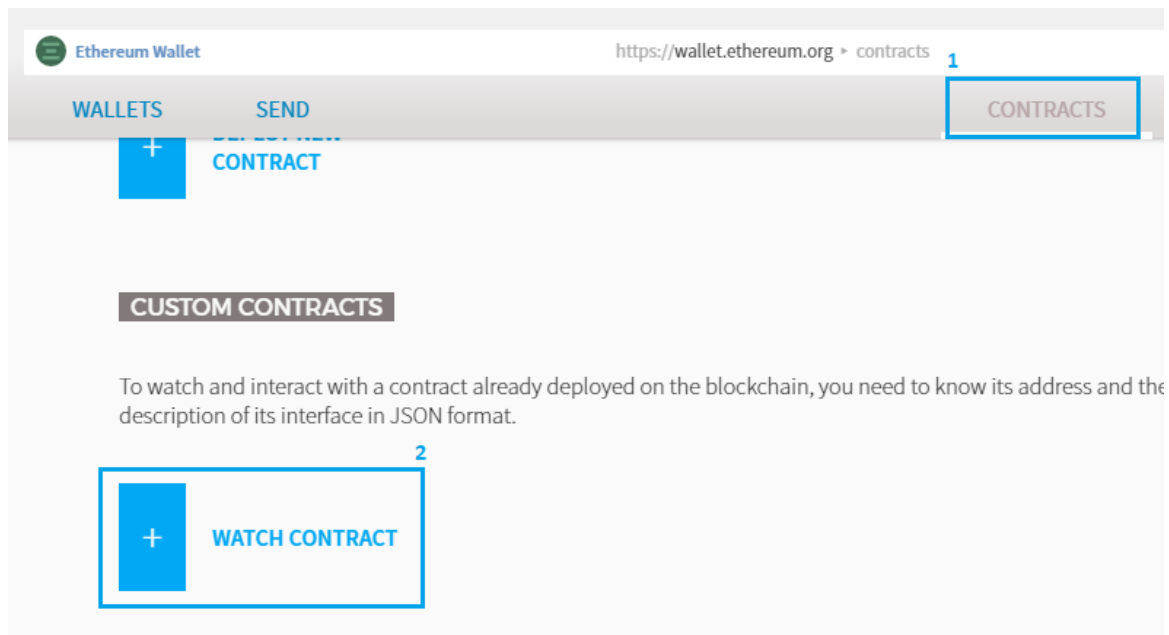 Ethereum Wallet
https://wallet.ethereum.org ▸ contracts
1
WALLETS
SEND
CONTRACTS
DEPLOY NEW
CONTRACT
CUSTOM CONTRACTS
To watch and interact with a contract already deployed on the blockchain, you need to know its address and the
description of its interface in JSON format.
2
+
WATCH CONTRACT